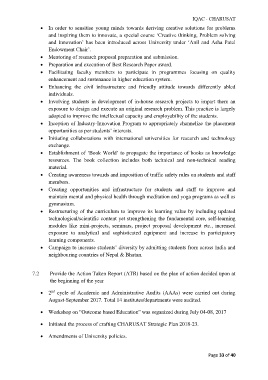 IQAC - CHARUSAT
• In order to sensitize young minds towards deriving creative solutions for problems
and inspiring them to innovate, a special course 'Creative thinking, Problem solving
and Innovation' has been introduced across University under 'Anil and Asha Patel
Endowment Chair'.
• Mentoring of research proposal preparation and submission.
• Preparation and execution of Best Research Paper award.
• Facilitating faculty members to participate in programmes focusing on quality
enhancement and sustenance in higher education system.
• Enhancing the civil infrastructure and friendly attitude towards differently abled
individuals.
• Involving students in development of in-house research projects to impart them an
exposure to design and execute an original research problem. This practice is largely
adopted to improve the intellectual capacity and employability of the students.
• Inception of Industry-Innovation Program to appropriately channelize the placement
opportunities as per students' interests.
• Initiating collaborations with international universities for research and technology
exchange.
• Establishment of 'Book World' to propagate the importance of books as knowledge
resources. The book collection includes both technical and non-technical reading
material.
• Creating awareness towards and imposition of traffic safety rules on students and staff
members.
• Creating opportunities and infrastructure for students and staff to improve and
maintain mental and physical health through meditation and yoga programs as well as
gymnasium.
• Restructuring of the curriculum to improve its learning value by including updated
technological/scientific content yet strengthening the fundamental core, self-learning
modules like mini-projects, seminars, project proposal development etc., increased
exposure to analytical and sophisticated equipment and increase in participatory
learning components.
• Campaign to increase students' diversity by admitting students from across India and
neighbouring countries of Nepal & Bhutan.
7.2 Provide the Action Taken Report (ATR) based on the plan of action decided upon at
the beginning of the year
• 2nd cycle of Academic and Administrative Audits (AAAs) were carried out during
August-September 2017. Total 14 institutes/departments were audited.
• Workshop on "Outcome based Education" was organized during July 04-08, 2017
• Initiated the process of crafting CHARUSAT Strategic Plan 2018-23.
• Amendments of University policies.
Page 33 of 40